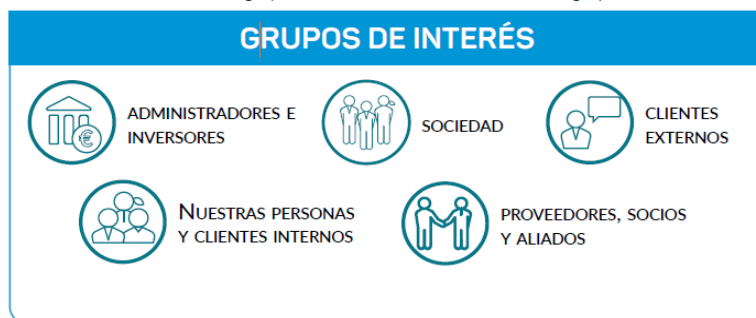 GRUPOS DE INTERÉS
ADMINISTRADORES E
INVERSORES
SOCIEDAD
CLIENTES
EXTERNOS
NUESTRAS PERSONAS
Y CLIENTES INTERNOS
PROVEEDORES, SOCIOS
Y ALIADOS
€